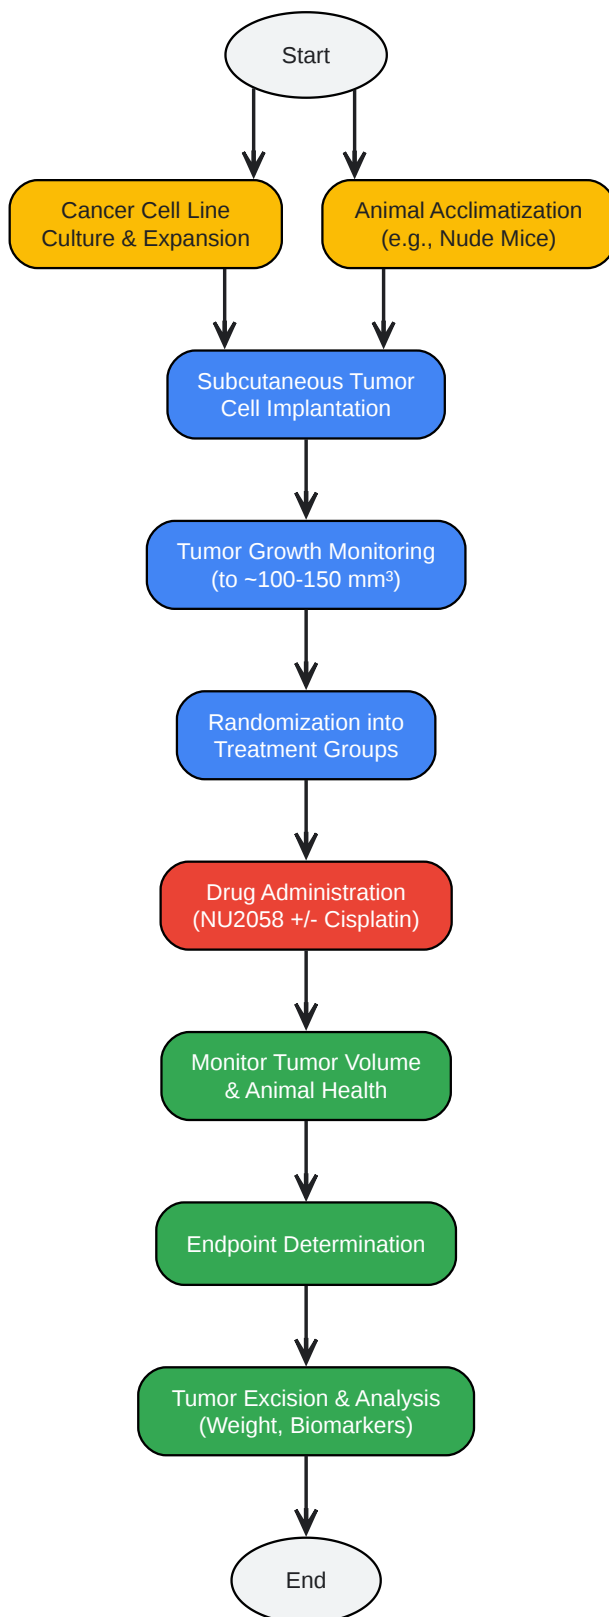 Start
Cancer Cell Line
Culture & Expansion
Animal Acclimatization
(e.g., Nude Mice)
Subcutaneous Tumor
Cell Implantation
Tumor Growth Monitoring
(to ~100-150 mm³)
Randomization into
Treatment Groups
Drug Administration
(NU2058 +/- Cisplatin)
Monitor Tumor Volume
& Animal Health
Endpoint Determination
Tumor Excision & Analysis
(Weight, Biomarkers)
End